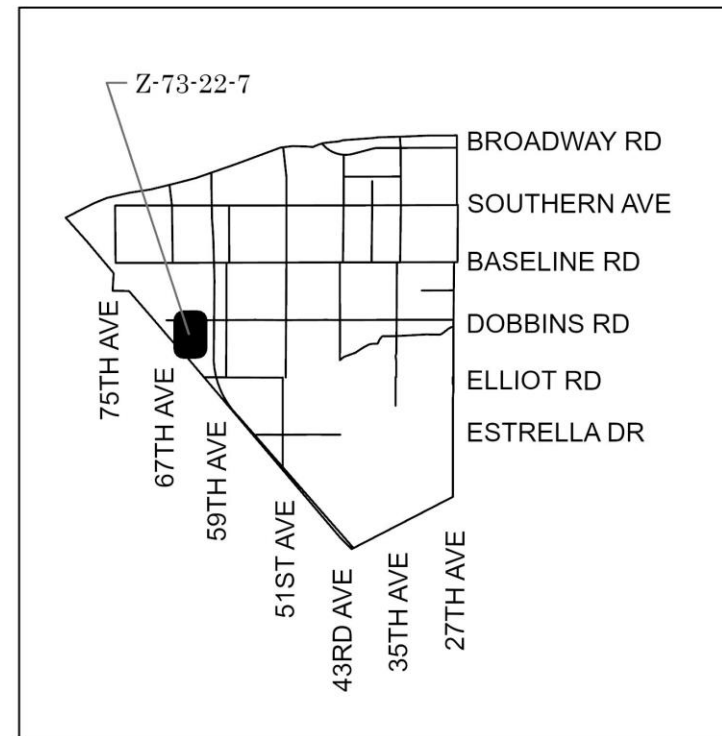 Z-73-22-7
BROADWAY RD
SOUTHERN AVE
BASELINE RD
DOBBINS RD
ELLIOT RD
ESTRELLA DR
75TH AVE
67TH AVE
59TH AVE
51ST AVE
43RD AVE
35TH AVE
27TH AVE